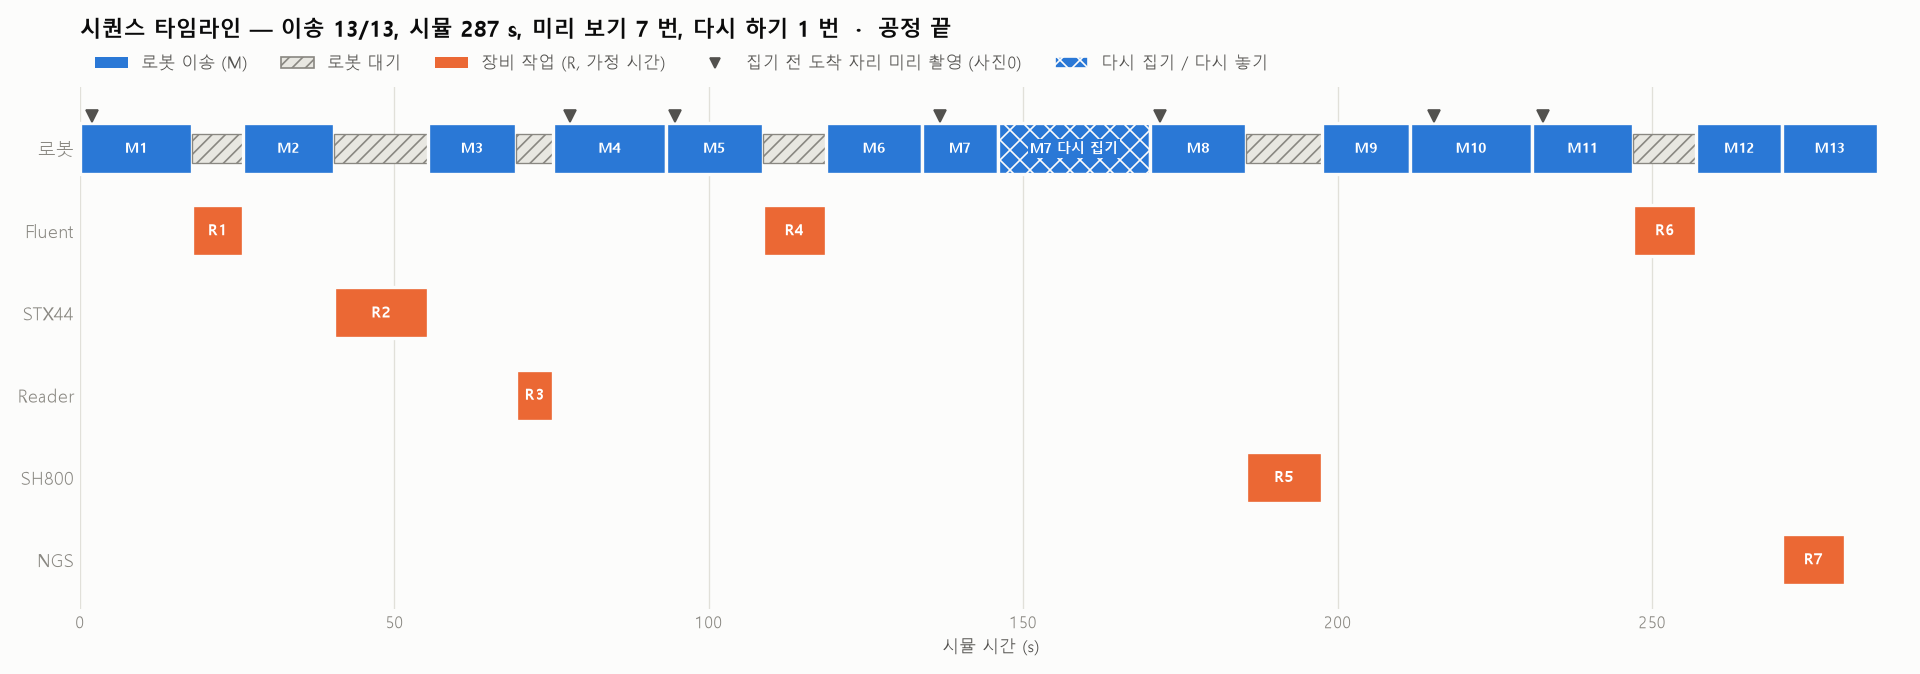 시퀀스 타임라인 — 이송 13/13, 시뮬 287 s, 미리 보기 7 번, 다시 하기 1 번 · 공정 끝
로봇 이송 (M) 로봇 대기 장비 작업 (R, 가정 시간) 집기 전 도착 자리 미리 촬영 (사진0) 다시 집기 / 다시 놓기
로봇 M1 M2 M3 M4 M5 M6 M7 M7 다시 집기 M8 M9 M10 M11 M12 M13
Fluent R1 R4 R6
STX44 R2
Reader R3
SH800 R5
NGS R7
0 50 100 150 200 250
시뮬 시간 (s)